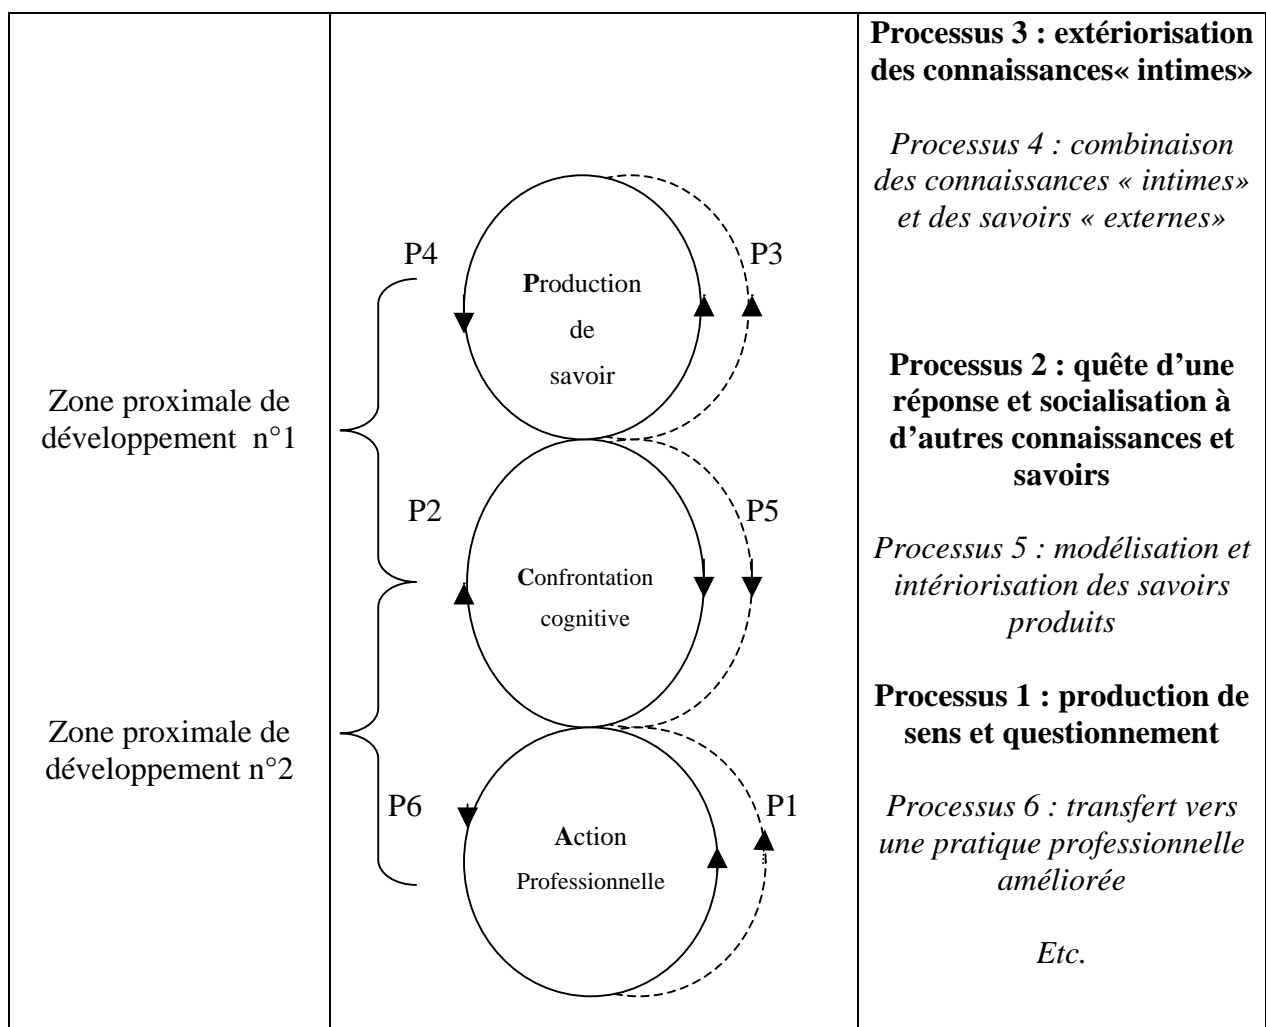 Zone proximale de
développement  n°1
Zone proximale de
développement n°2
P4
P3
Production
de
savoir
P2
P5
Confrontation
cognitive
P6
P1
Action
Professionnelle
Processus 3 : extériorisation
des connaissances« intimes»
Processus 4 : combinaison
des connaissances « intimes»
et des savoirs « externes»
Processus 2 : quête d’une
réponse et socialisation à
d’autres connaissances et
savoirs
Processus 5 : modélisation et
intériorisation des savoirs
produits
Processus 1 : production de
sens et questionnement
Processus 6 : transfert vers
une pratique professionnelle
améliorée
Etc.